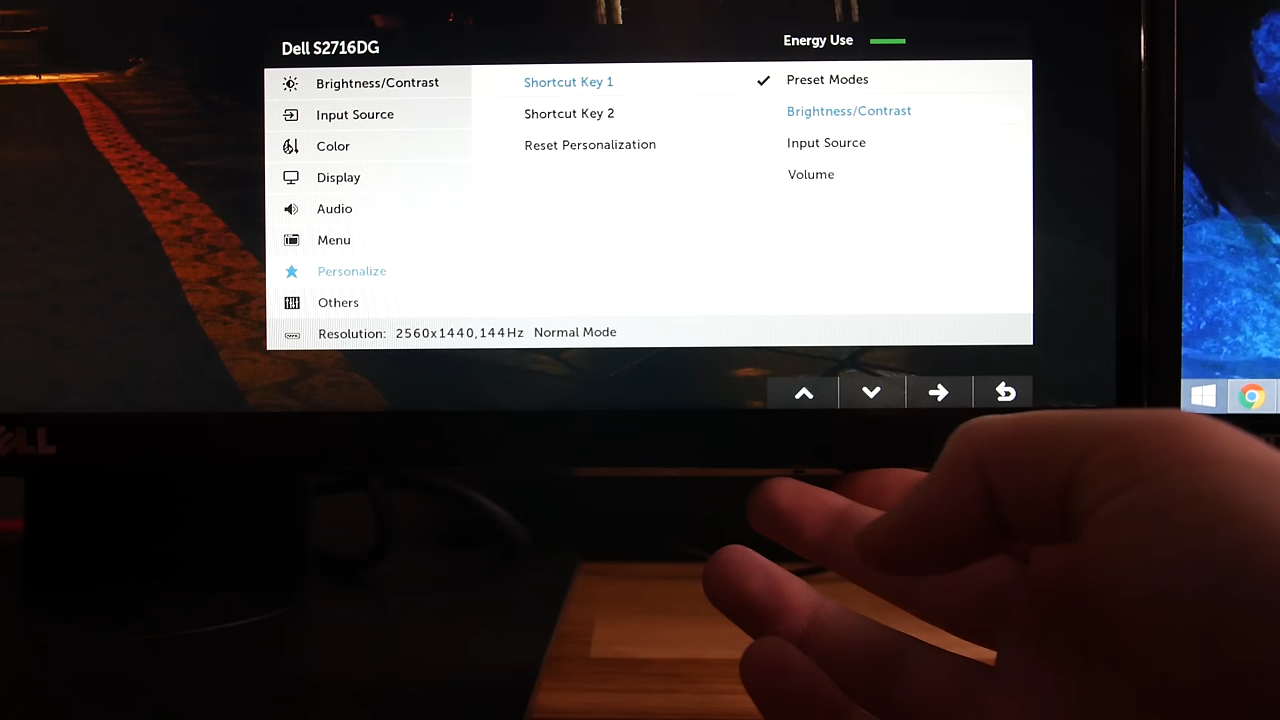 Dell S2716DG
Energy Use
Brightness/Contrast
Input Source
Color
Display
Audio
Menu
Personalize
Others
Shortcut Key 1
Shortcut Key 2
Reset Personalization
Preset Modes
Brightness/Contrast
Input Source
Volume
Resolution: 2560x1440,144Hz Normal Mode
DELL